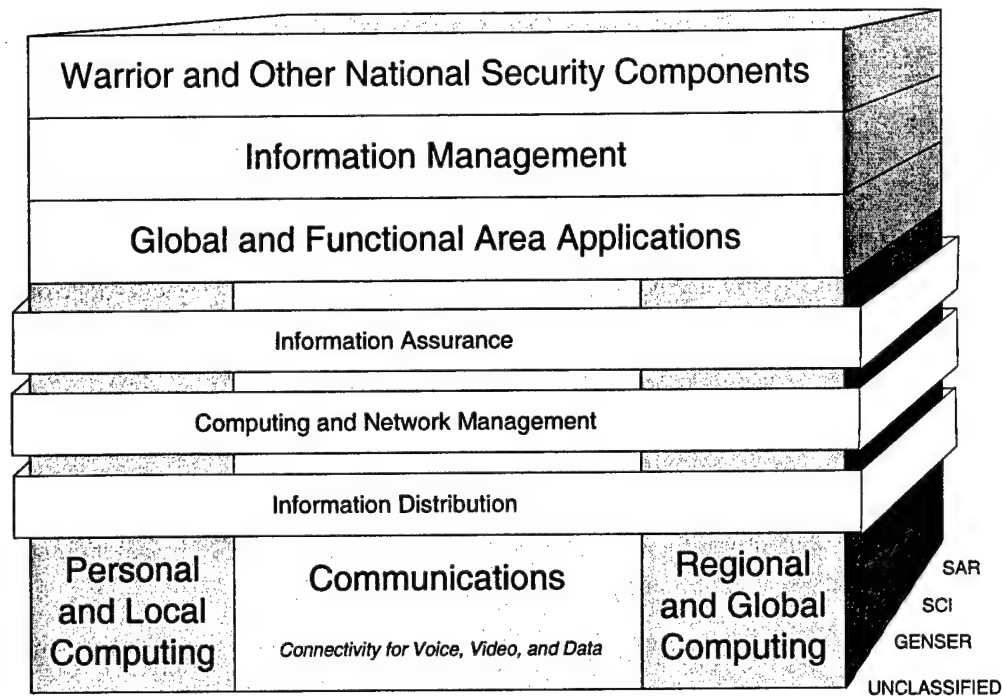 Warrior and Other National Security Components
Information Management
Global and Functional Area Applications
Information Assurance
Computing and Network Management
Information Distribution
Personal
and Local
Computing
Communications
Connectivity for Voice, Video, and Data
Regional
and Global
Computing
SAR
SCI
GENSER
UNCLASSIFIED